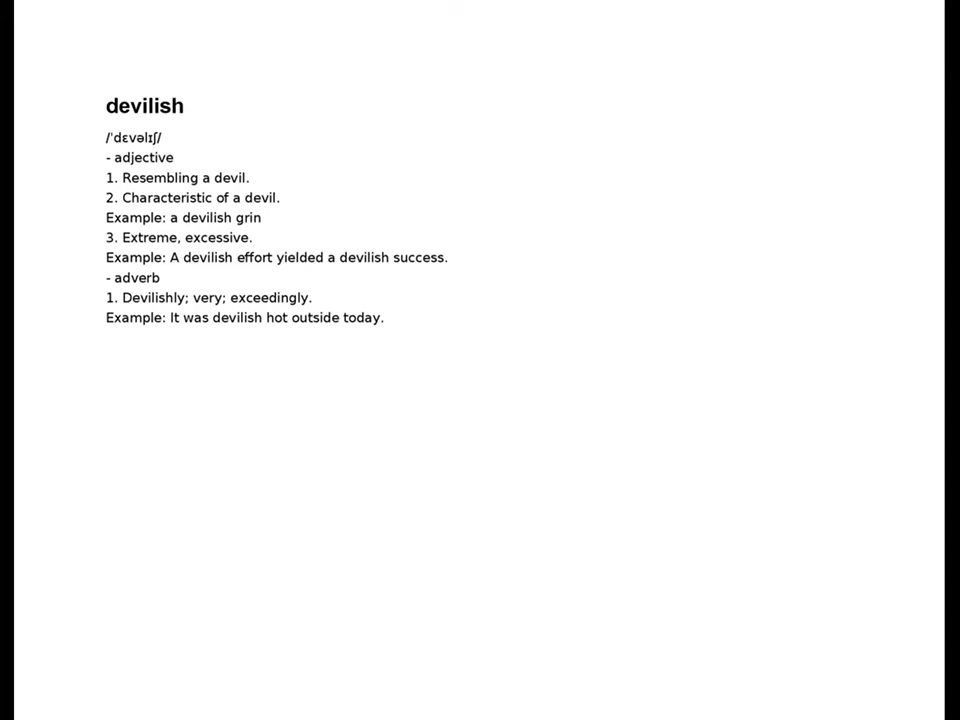 devilish
/ˈdɛvəlɪʃ/
- adjective
1. Resembling a devil.
2. Characteristic of a devil.
Example: a devilish grin
3. Extreme, excessive.
Example: A devilish effort yielded a devilish success.
- adverb
1. Devilishly; very; exceedingly.
Example: It was devilish hot outside today.